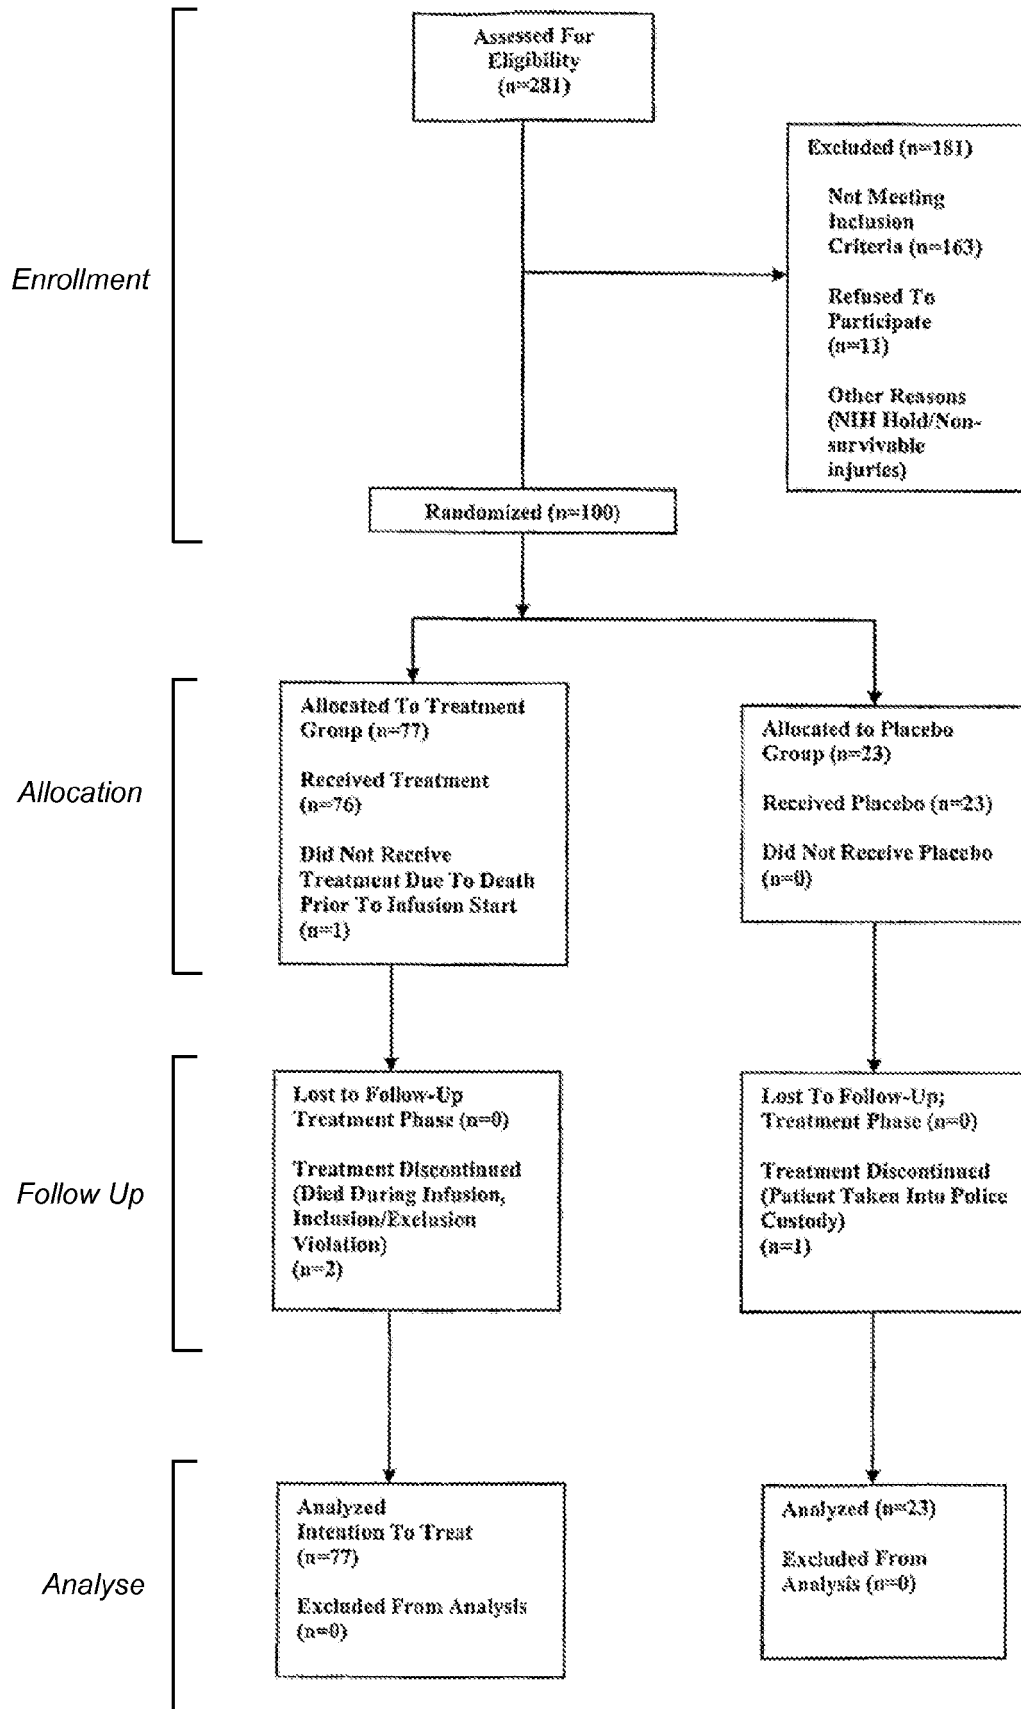 Assessed For
Eligibility
(n=281)
Excluded (n=181)
Not Meeting
Inclusion
Criteria (n=163)
Refused To
Participate
(n=11)
Other Reasons
(NIH Hold/Non-
survivable
injuries)
Enrollment
Randomized (n=100)
Allocation
Allocated To Treatment
Group (n=77)
Received Treatment
(n=76)
Did Not Receive
Treatment Due To Death
Prior To Infusion Start
(n=1)
Allocated to Placebo
Group (n=23)
Received Placebo (n=23)
Did Not Receive Placebo
(n=0)
Follow Up
Lost to Follow-Up
Treatment Phase (n=0)
Treatment Discontinued
(Died During Infusion,
Inclusion/Exclusion
Violation)
(n=2)
Lost To Follow-Up;
Treatment Phase (n=0)
Treatment Discontinued
(Patient Taken Into Police
Custody)
(n=1)
Analyse
Analyzed
Intention To Treat
(n=77)
Excluded From Analysis
(n=0)
Analyzed (n=23)
Excluded From
Analysis (n=0)